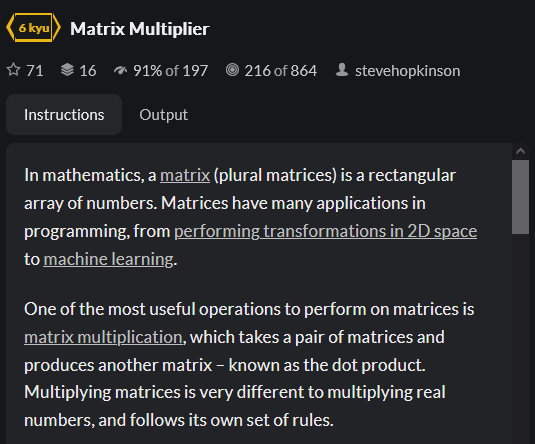 6 kyu Matrix Multiplier
71 16 91% of 197 216 of 864 stevehopkinson
Instructions Output
In mathematics, a matrix (plural matrices) is a rectangular
array of numbers. Matrices have many applications in
programming, from performing transformations in 2D space
to machine learning.
One of the most useful operations to perform on matrices is
matrix multiplication, which takes a pair of matrices and
produces another matrix – known as the dot product.
Multiplying matrices is very different to multiplying real
numbers, and follows its own set of rules.